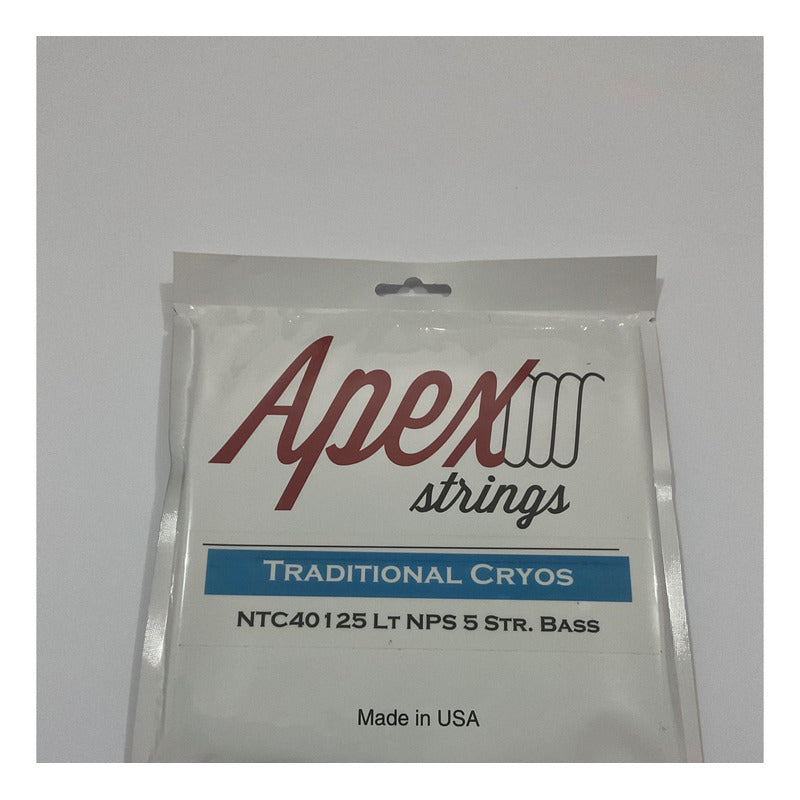 Apex
strings
TRADITIONAL CRYOS
NTC40125 LT NPS 5 STR. BASS
Made in USA